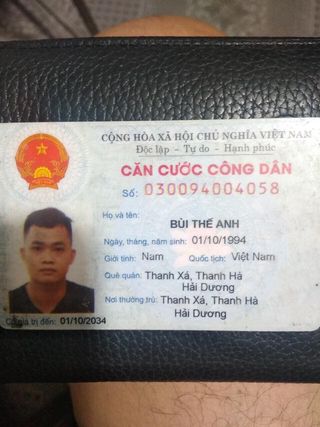 CỘNG HÒA XÃ HỘI CHỦ NGHĨA VIỆT NAM
Độc lập - Tự do - Hạnh phúc
CĂN CƯỚC CÔNG DÂN
Số: 030094004058
Họ và tên:
BÙI THẾ ANH
Ngày, tháng, năm sinh: 01/10/1994
Giới tính: Nam Quốc tịch: Việt Nam
Quê quán: Thanh Xá, Thanh Hà
Hải Dương
Nơi thường trú: Thanh Xá, Thanh Hà
Hải Dương
Có giá trị đến: 01/10/2034